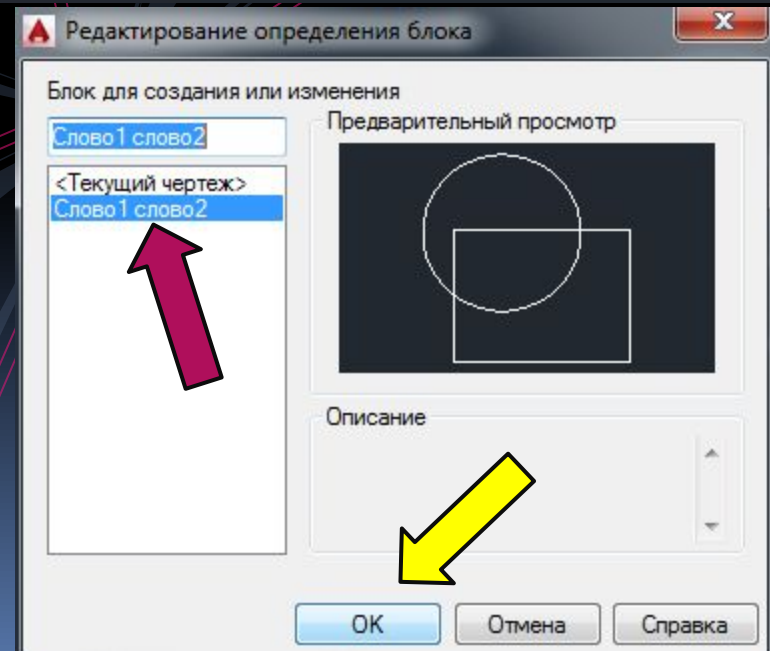 Редактирование определения блока
Блок для создания или изменения
Слово1 слово2
<Текущий чертеж>
Слово1 слово2
Предварительный просмотр
Описание
OK
Отмена
Справка